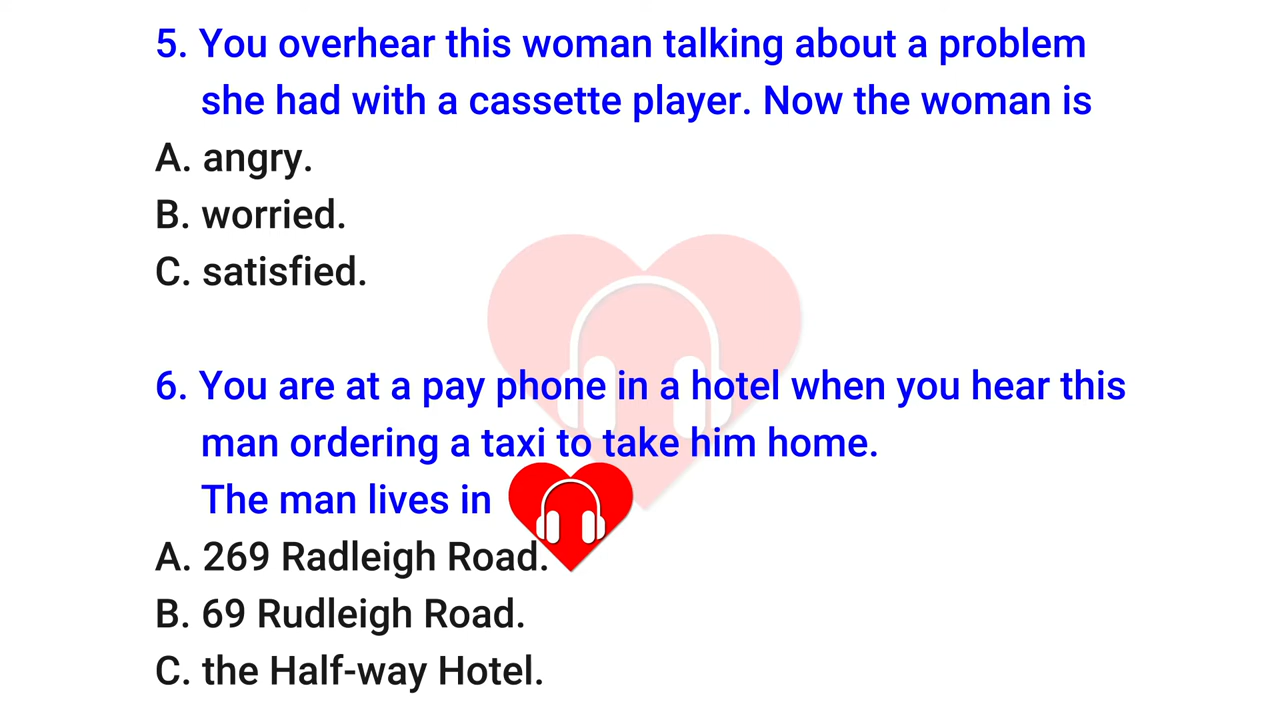 5. You overhear this woman talking about a problem
she had with a cassette player. Now the woman is
A. angry.
B. worried.
C. satisfied.
6. You are at a pay phone in a hotel when you hear this
man ordering a taxi to take him home.
The man lives in
A. 269 Radleigh Road.
B. 69 Rudleigh Road.
C. the Half-way Hotel.